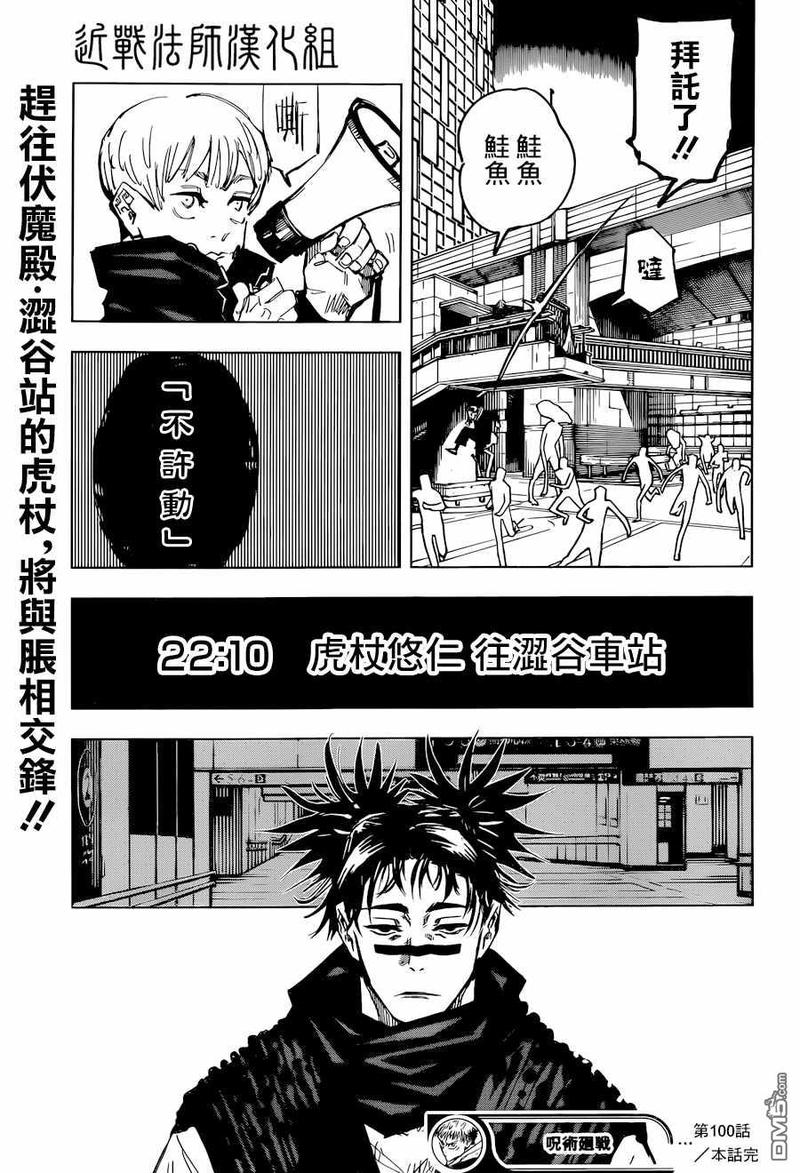 近戰法師漢化組
拜託了!!
鮭魚
鮭魚
噠
嘶
「不許動」
趕往伏魔殿·澀谷站的虎杖，將與脹相交鋒!!
22:10 虎杖悠仁 往澀谷車站
呪術廻戦
…第100話
／本話完
DM5.com